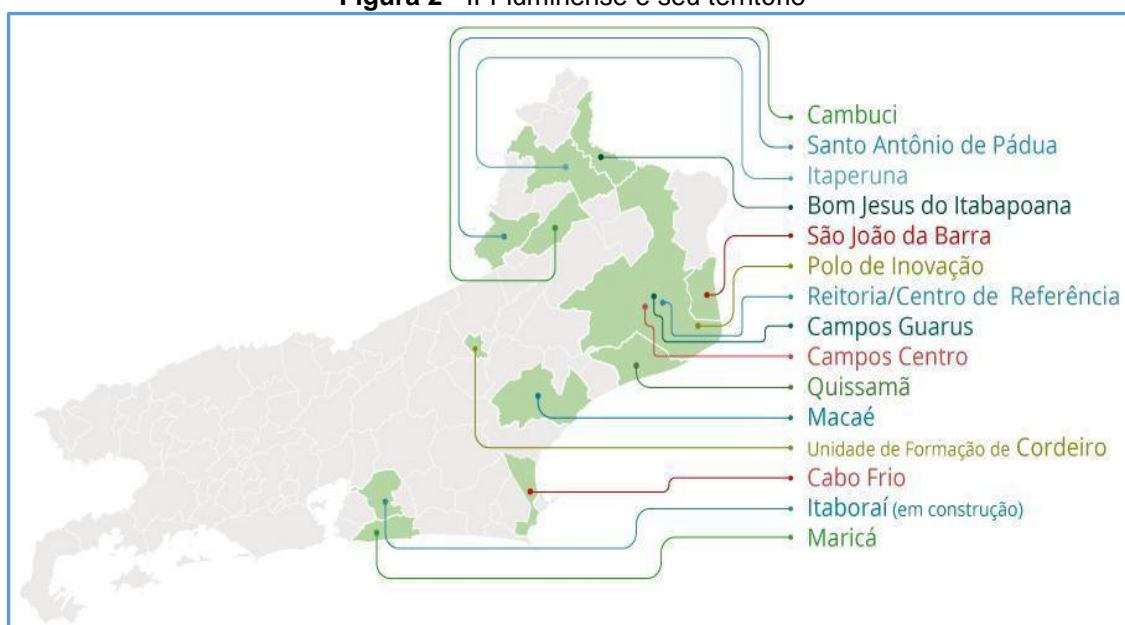 Figura 2 - IFFluminense e seu território
Cambuci
Santo Antônio de Pádua
Itaperuna
Bom Jesus do Itabapoana
São João da Barra
Polo de Inovação
Reitoria/Centro de Referência
Campos Guarus
Campos Centro
Quissamã
Macaé
Unidade de Formação de Cordeiro
Cabo Frio
Itaboraí (em construção)
Maricá